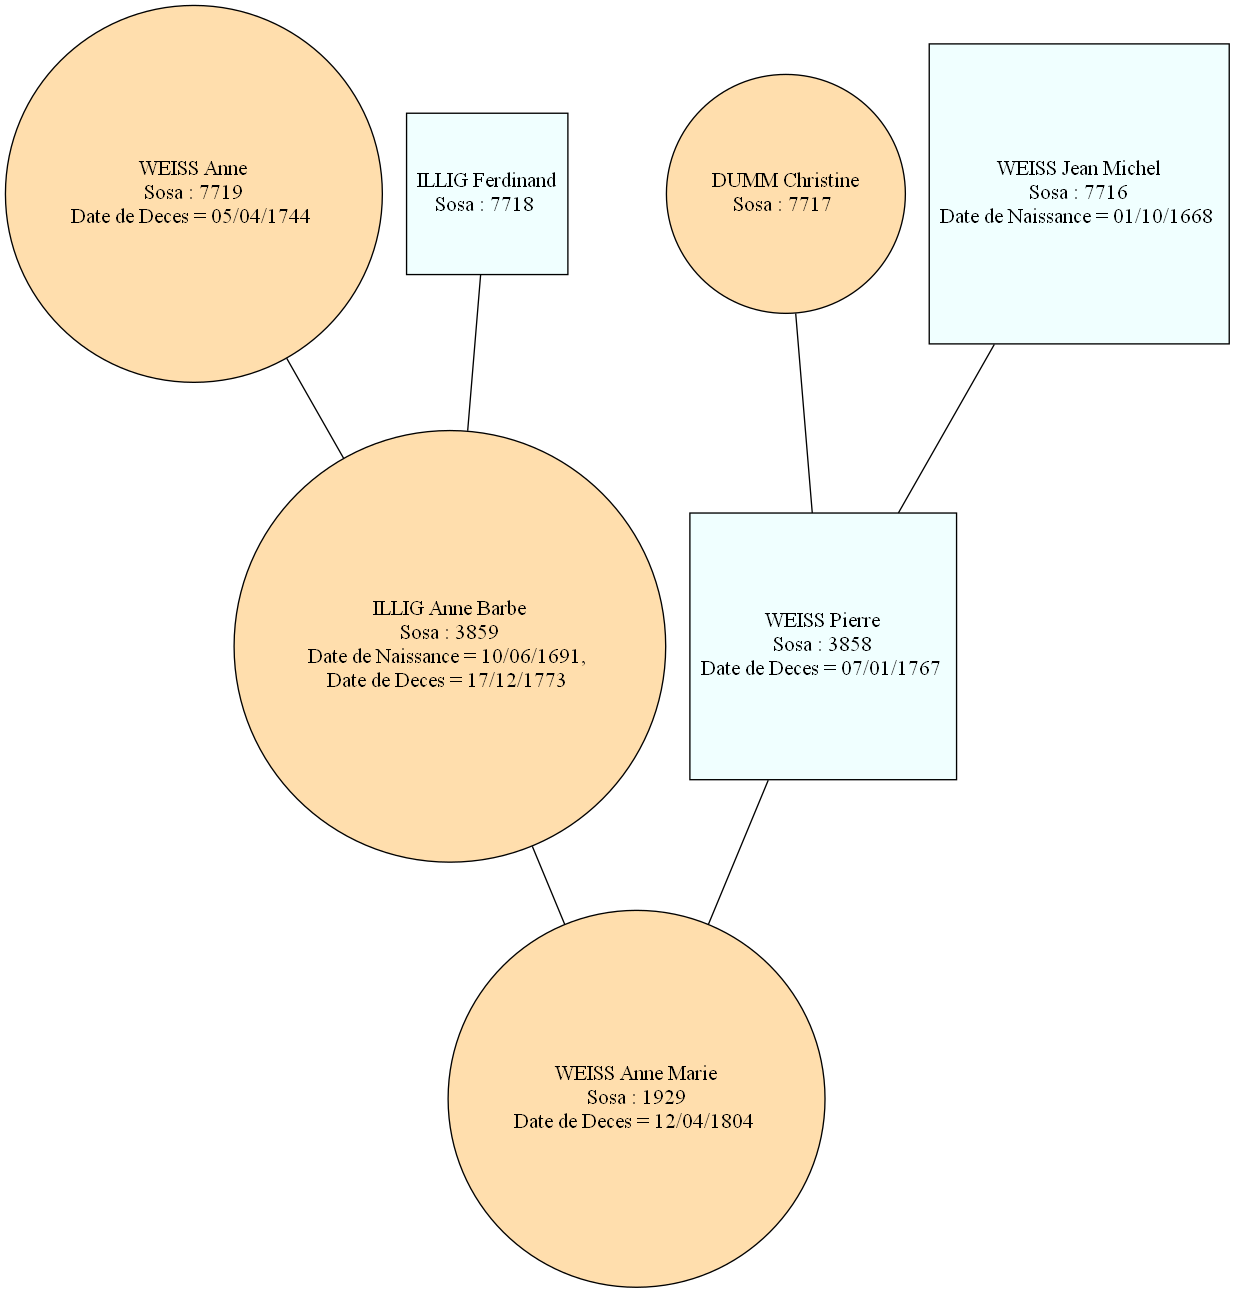 WEISS Anne
Sosa : 7719
Date de Deces = 05/04/1744
ILLIG Ferdinand
Sosa : 7718
DUMM Christine
Sosa : 7717
WEISS Jean Michel
Sosa : 7716
Date de Naissance = 01/10/1668
ILLIG Anne Barbe
Sosa : 3859
Date de Naissance = 10/06/1691,
Date de Deces = 17/12/1773
WEISS Pierre
Sosa : 3858
Date de Deces = 07/01/1767
WEISS Anne Marie
Sosa : 1929
Date de Deces = 12/04/1804